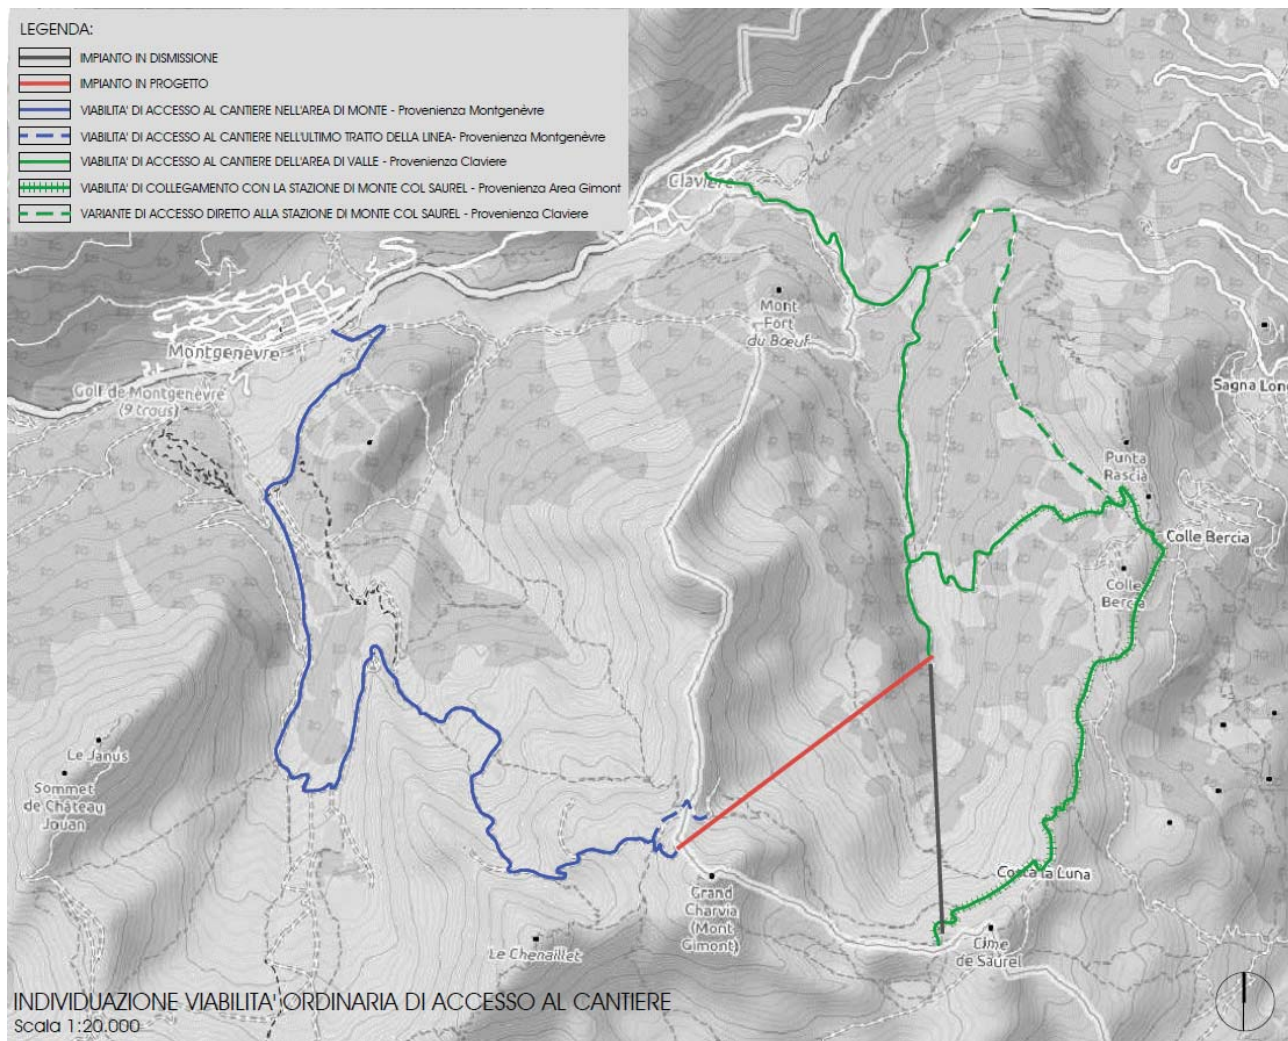 LEGENDA:
IMPIANTO IN DISMISSIONE
IMPIANTO IN PROGETTO
VIABILITA' DI ACCESSO AL CANTIERE NELL'AREA DI MONTE - Provenienza Montgenèvre
VIABILITA' DI ACCESSO AL CANTIERE NELL'ULTIMO TRATTO DELLA LINEA- Provenienza Montgenèvre
VIABILITA' DI ACCESSO AL CANTIERE DELL'AREA DI VALLE - Provenienza Claviere
VIABILITA' DI COLLEGAMENTO CON LA STAZIONE DI MONTE COL SAUREL - Provenienza Area Gimont
VARIANTE DI ACCESSO DIRETTO ALLA STAZIONE DI MONTE COL SAUREL - Provenienza Claviere
Claviere
Mont
Fort
du Bœuf
Montgenèvre
Golf de Montgenèvre
(9 trous)
Sagna Long
Punta
Rascià
Colle Bercia
Colle
Bercia
Le Janus
Sommet
de Château
Jouan
Costa la Luna
Grand
Charvia
(Mont
Gimont)
Le Chenaillet
Cime
de Saurel
INDIVIDUAZIONE VIABILITA' ORDINARIA DI ACCESSO AL CANTIERE
Scala 1:20.000